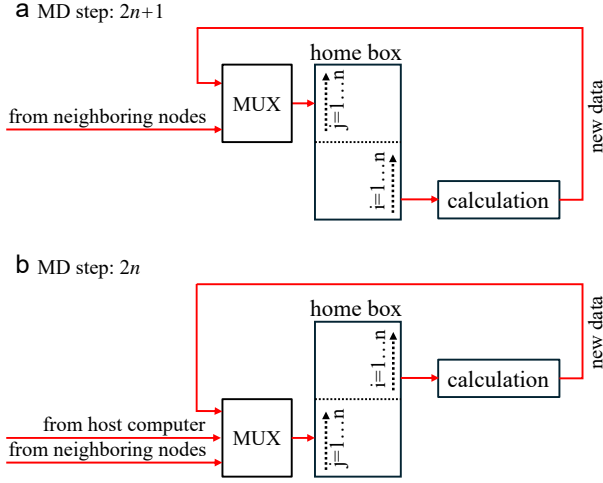 a MD step: 2n+1
home box
MUX
j=1...n
from neighboring nodes
i=1...n
calculation
new data
b MD step: 2n
home box
i=1...n
calculation
new data
from host computer
MUX
j=1...n
from neighboring nodes